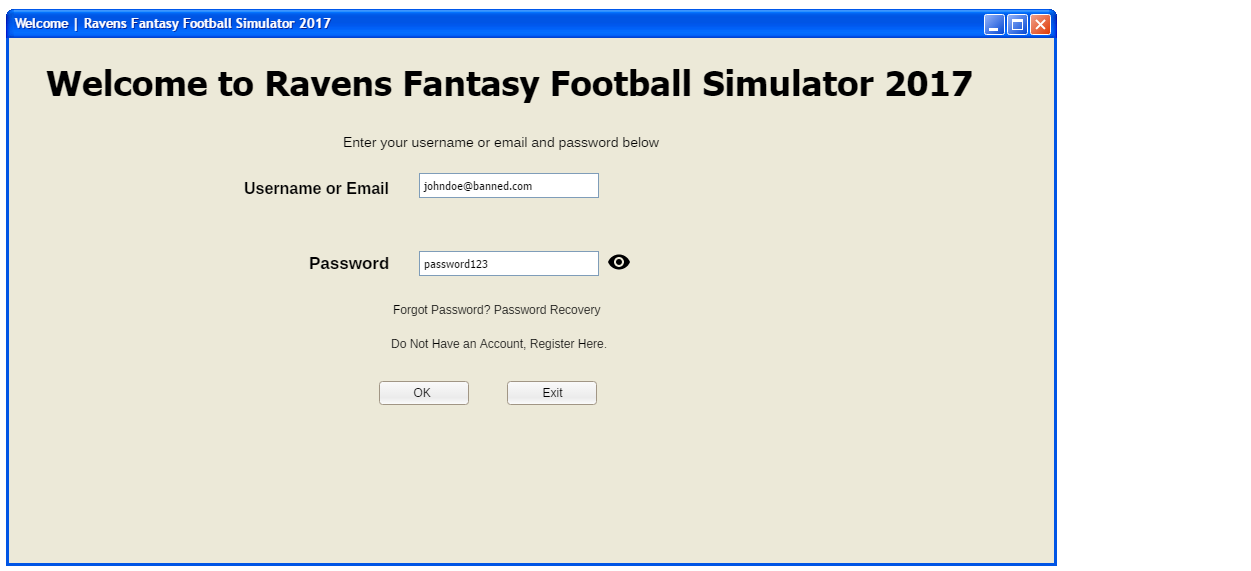 Welcome | Ravens Fantasy Football Simulator 2017
Welcome to Ravens Fantasy Football Simulator 2017
Enter your username or email and password below
Username or Email
johndoe@banned.com
Password
password123
Forgot Password? Password Recovery
Do Not Have an Account, Register Here.
OK
Exit